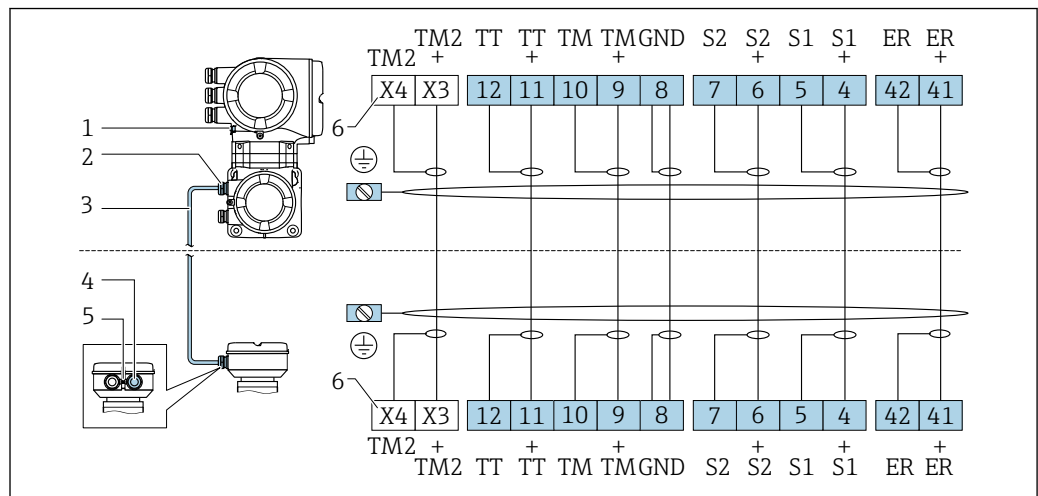 TM2 TT TT TM TM GND S2 S2 S1 S1 ER ER
TM2 + + + + + +
X4 X3 12 11 10 9 8 7 6 5 4 42 41
6
1
2
3
4
5
6
X4 X3 12 11 10 9 8 7 6 5 4 42 41
TM2 + + + + + +
TM2 TT TT TM TM GND S2 S2 S1 S1 ER ER